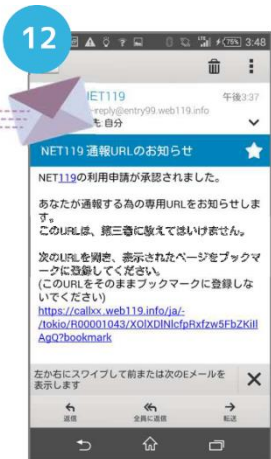 12
75% 3:48
NET119
午後3:37
-reply@entry99.web119.info
先 自分
NET119 通報URLのお知らせ
NET119の利用申請が承認されました。
あなたが通報する為の専用URLをお知らせしま
す。
このURLは、第三者に教えてはいけません。
次のURLを開き、表示されたページをブックマ
ークに登録してください。
(このURLをそのままブックマークに登録しな
いでください)
https://callxx.web119.info/ja/-
/tokio/R00001043/XOlXDlNlcfpRxfzw5FbZKill
AgQ?bookmark
左か右にスワイプして前または次のEメールを
表示します
返信 全員に返信 転送